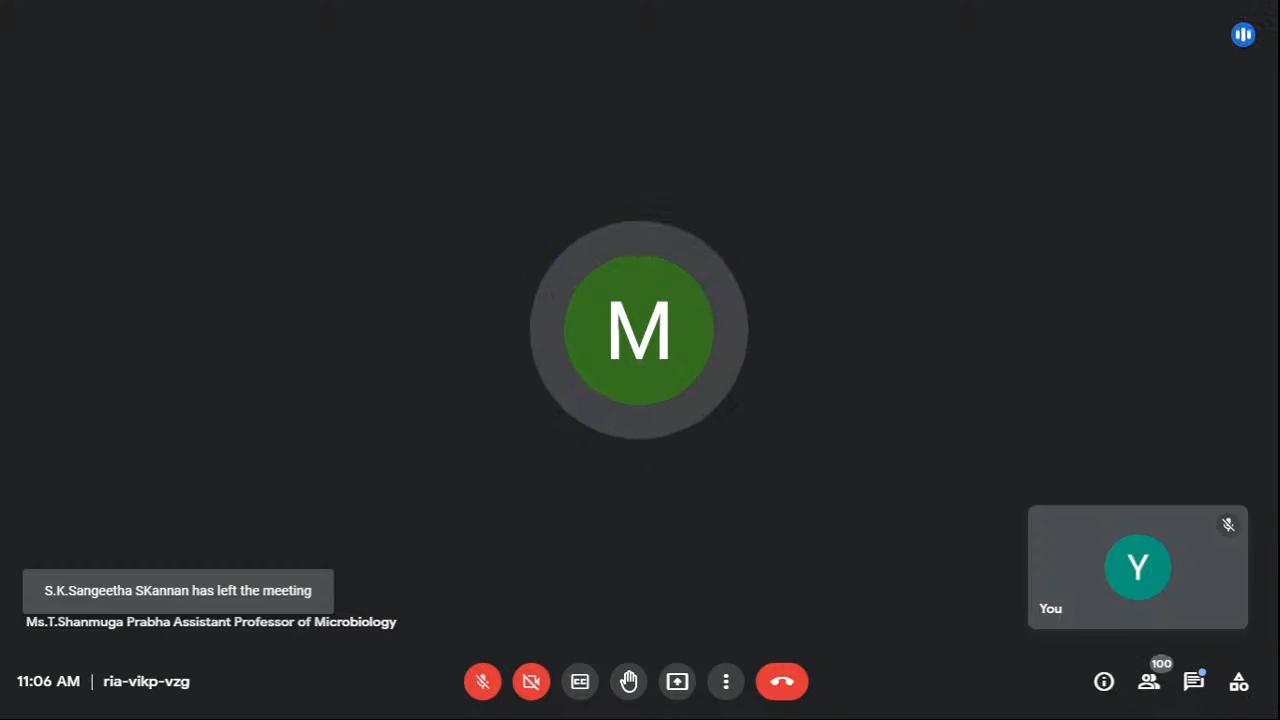 M
Y
You
S.K.Sangeetha SKannan has left the meeting
Ms.T.Shanmuga Prabha Assistant Professor of Microbiology
11:06 AM | ria-vikp-vzg
CC
100